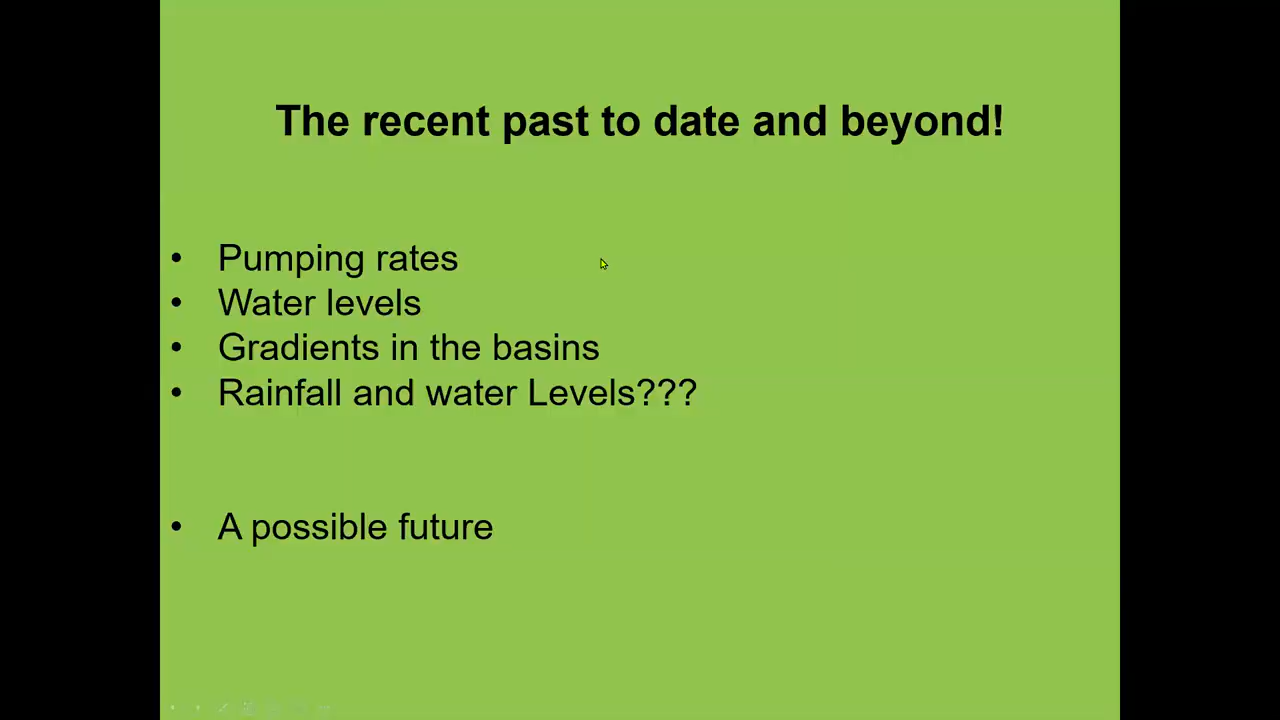 The recent past to date and beyond!
• Pumping rates
• Water levels
• Gradients in the basins
• Rainfall and water Levels???
• A possible future